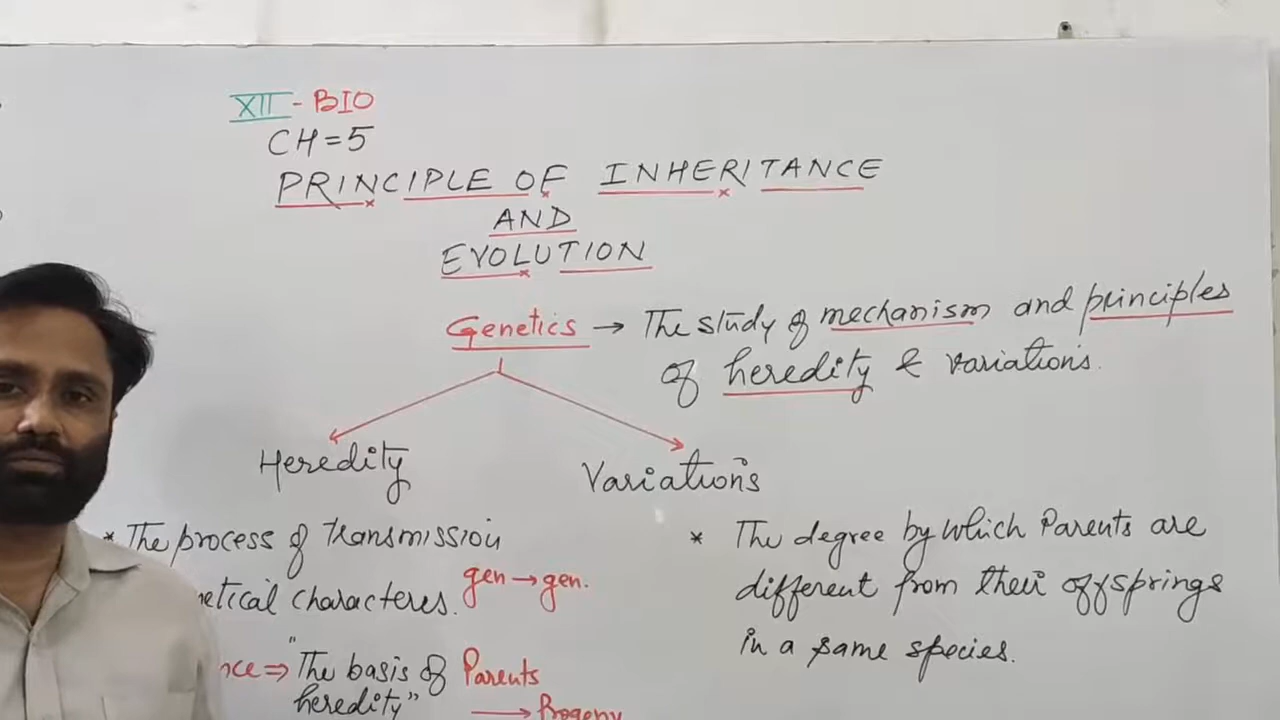 XII - BIO
CH=5
PRINCIPLE OF INHERITANCE
AND
EVOLUTION
Genetics → The study of mechanism and principles
of heredity & variations.
Heredity
* The process of transmission
netical characteres. gen → gen.
nce ⇒ "The basis of Parents
heredity" → Progeny
Variations
* The degree by which Parents are
different from their offsprings
in a same species.